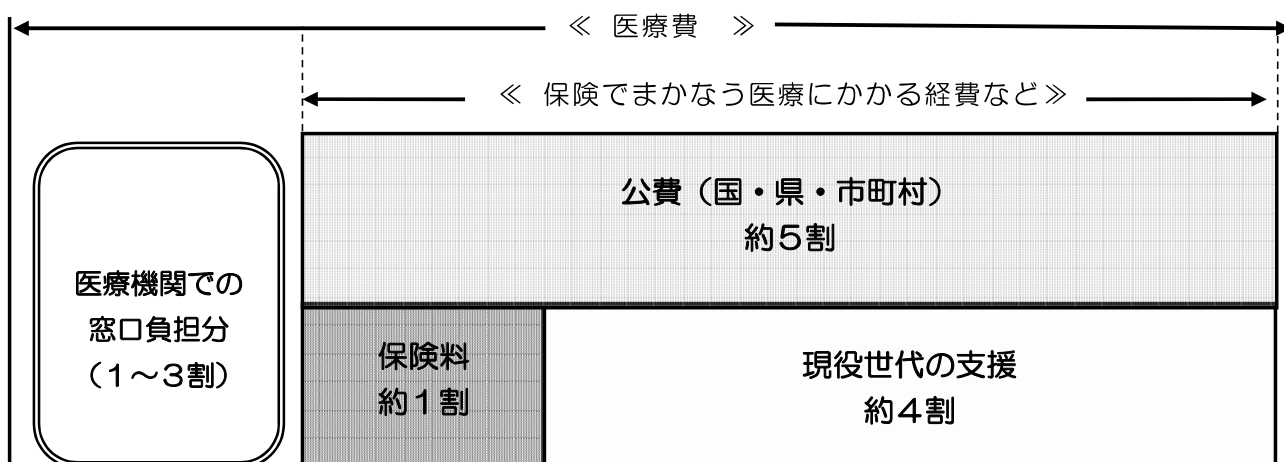 ≪ 医療費 ≫
≪ 保険でまかなう医療にかかる経費など≫
公費（国・県・市町村）
約５割
医療機関での
窓口負担分
（１～３割）
保険料
約１割
現役世代の支援
約４割